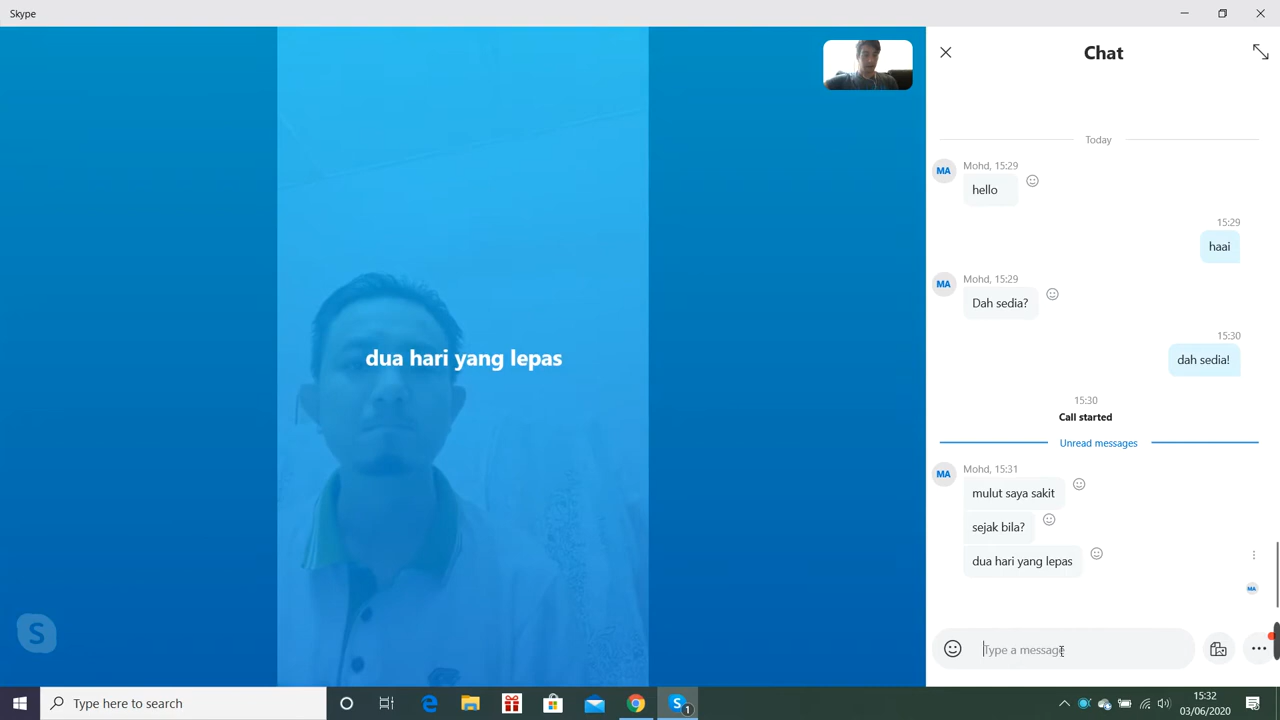 Skype
dua hari yang lepas
S
Chat
Today
MA
Mohd, 15:29
hello
15:29
haai
MA
Mohd, 15:29
Dah sedia?
15:30
dah sedia!
15:30
Call started
Unread messages
MA
Mohd, 15:31
mulut saya sakit
sejak bila?
dua hari yang lepas
MA
Type a message
Type here to search
S
1
15:32
03/06/2020